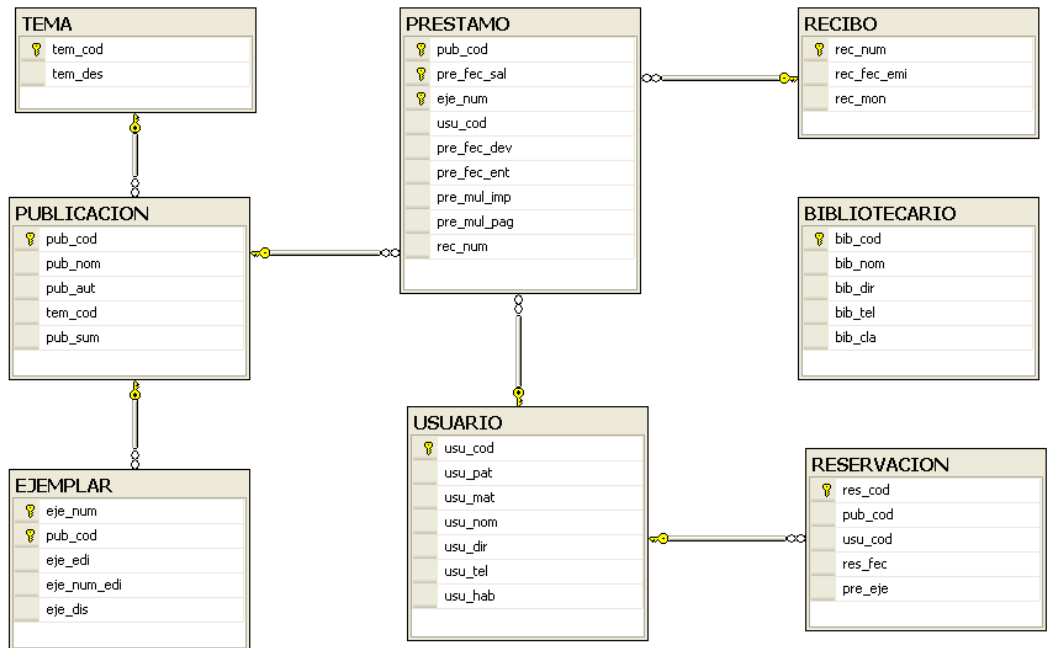 TEMA
tem_cod
tem_des
PRESTAMO
pub_cod
pre_fec_sal
eje_num
usu_cod
pre_fec_dev
pre_fec_ent
pre_mul_imp
pre_mul_pag
rec_num
RECIBO
rec_num
rec_fec_emi
rec_mon
PUBLICACION
pub_cod
pub_nom
pub_aut
tem_cod
pub_sum
BIBLIOTECARIO
bib_cod
bib_nom
bib_dir
bib_tel
bib_cla
EJEMPLAR
eje_num
pub_cod
eje_edi
eje_num_edi
eje_dis
USUARIO
usu_cod
usu_pat
usu_mat
usu_nom
usu_dir
usu_tel
usu_hab
RESERVACION
res_cod
pub_cod
usu_cod
res_fec
pre_eje